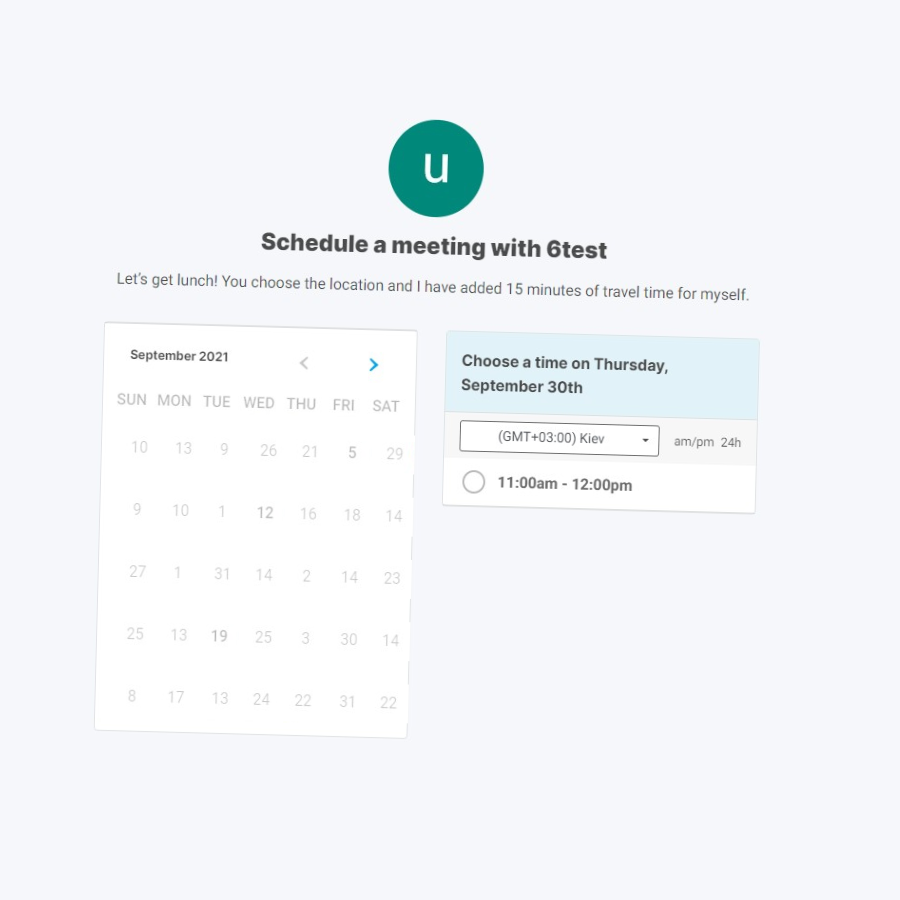 u
Schedule a meeting with 6test
Let's get lunch! You choose the location and I have added 15 minutes of travel time for myself.
September 2021
SUN MON TUE WED THU FRI SAT
10 13 9 26 21 5 29
9 10 1 12 16 18 14
27 1 31 14 2 14 23
25 13 19 25 3 30 14
8 17 13 24 22 31 22
Choose a time on Thursday,
September 30th
(GMT+03:00) Kiev
am/pm 24h
11:00am - 12:00pm